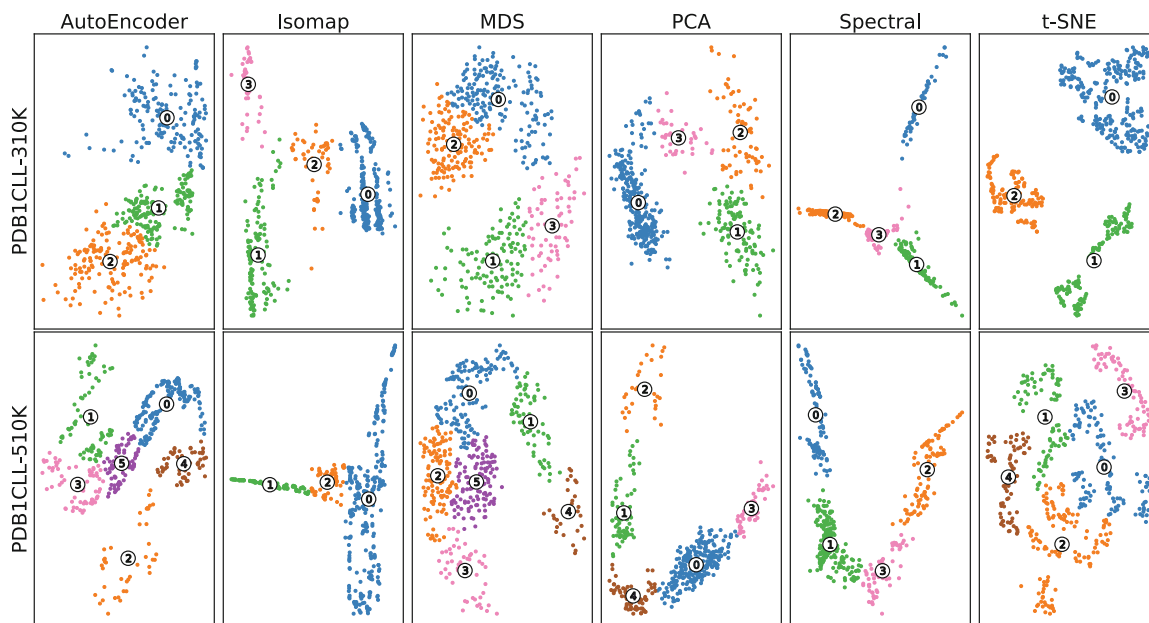 AutoEncoder Isomap MDS PCA Spectral t-SNE
PDB1CLL-310K
0 1 2
3 2 0 1
0 2 3 1
2 3 0 1
0 2 3 1
0 2 1
PDB1CLL-510K
0 1 5 4 3 2
1 2 0
0 1 2 5 4 3
2 1 3 0 4
0 2 1 3
3 1 0 4 2